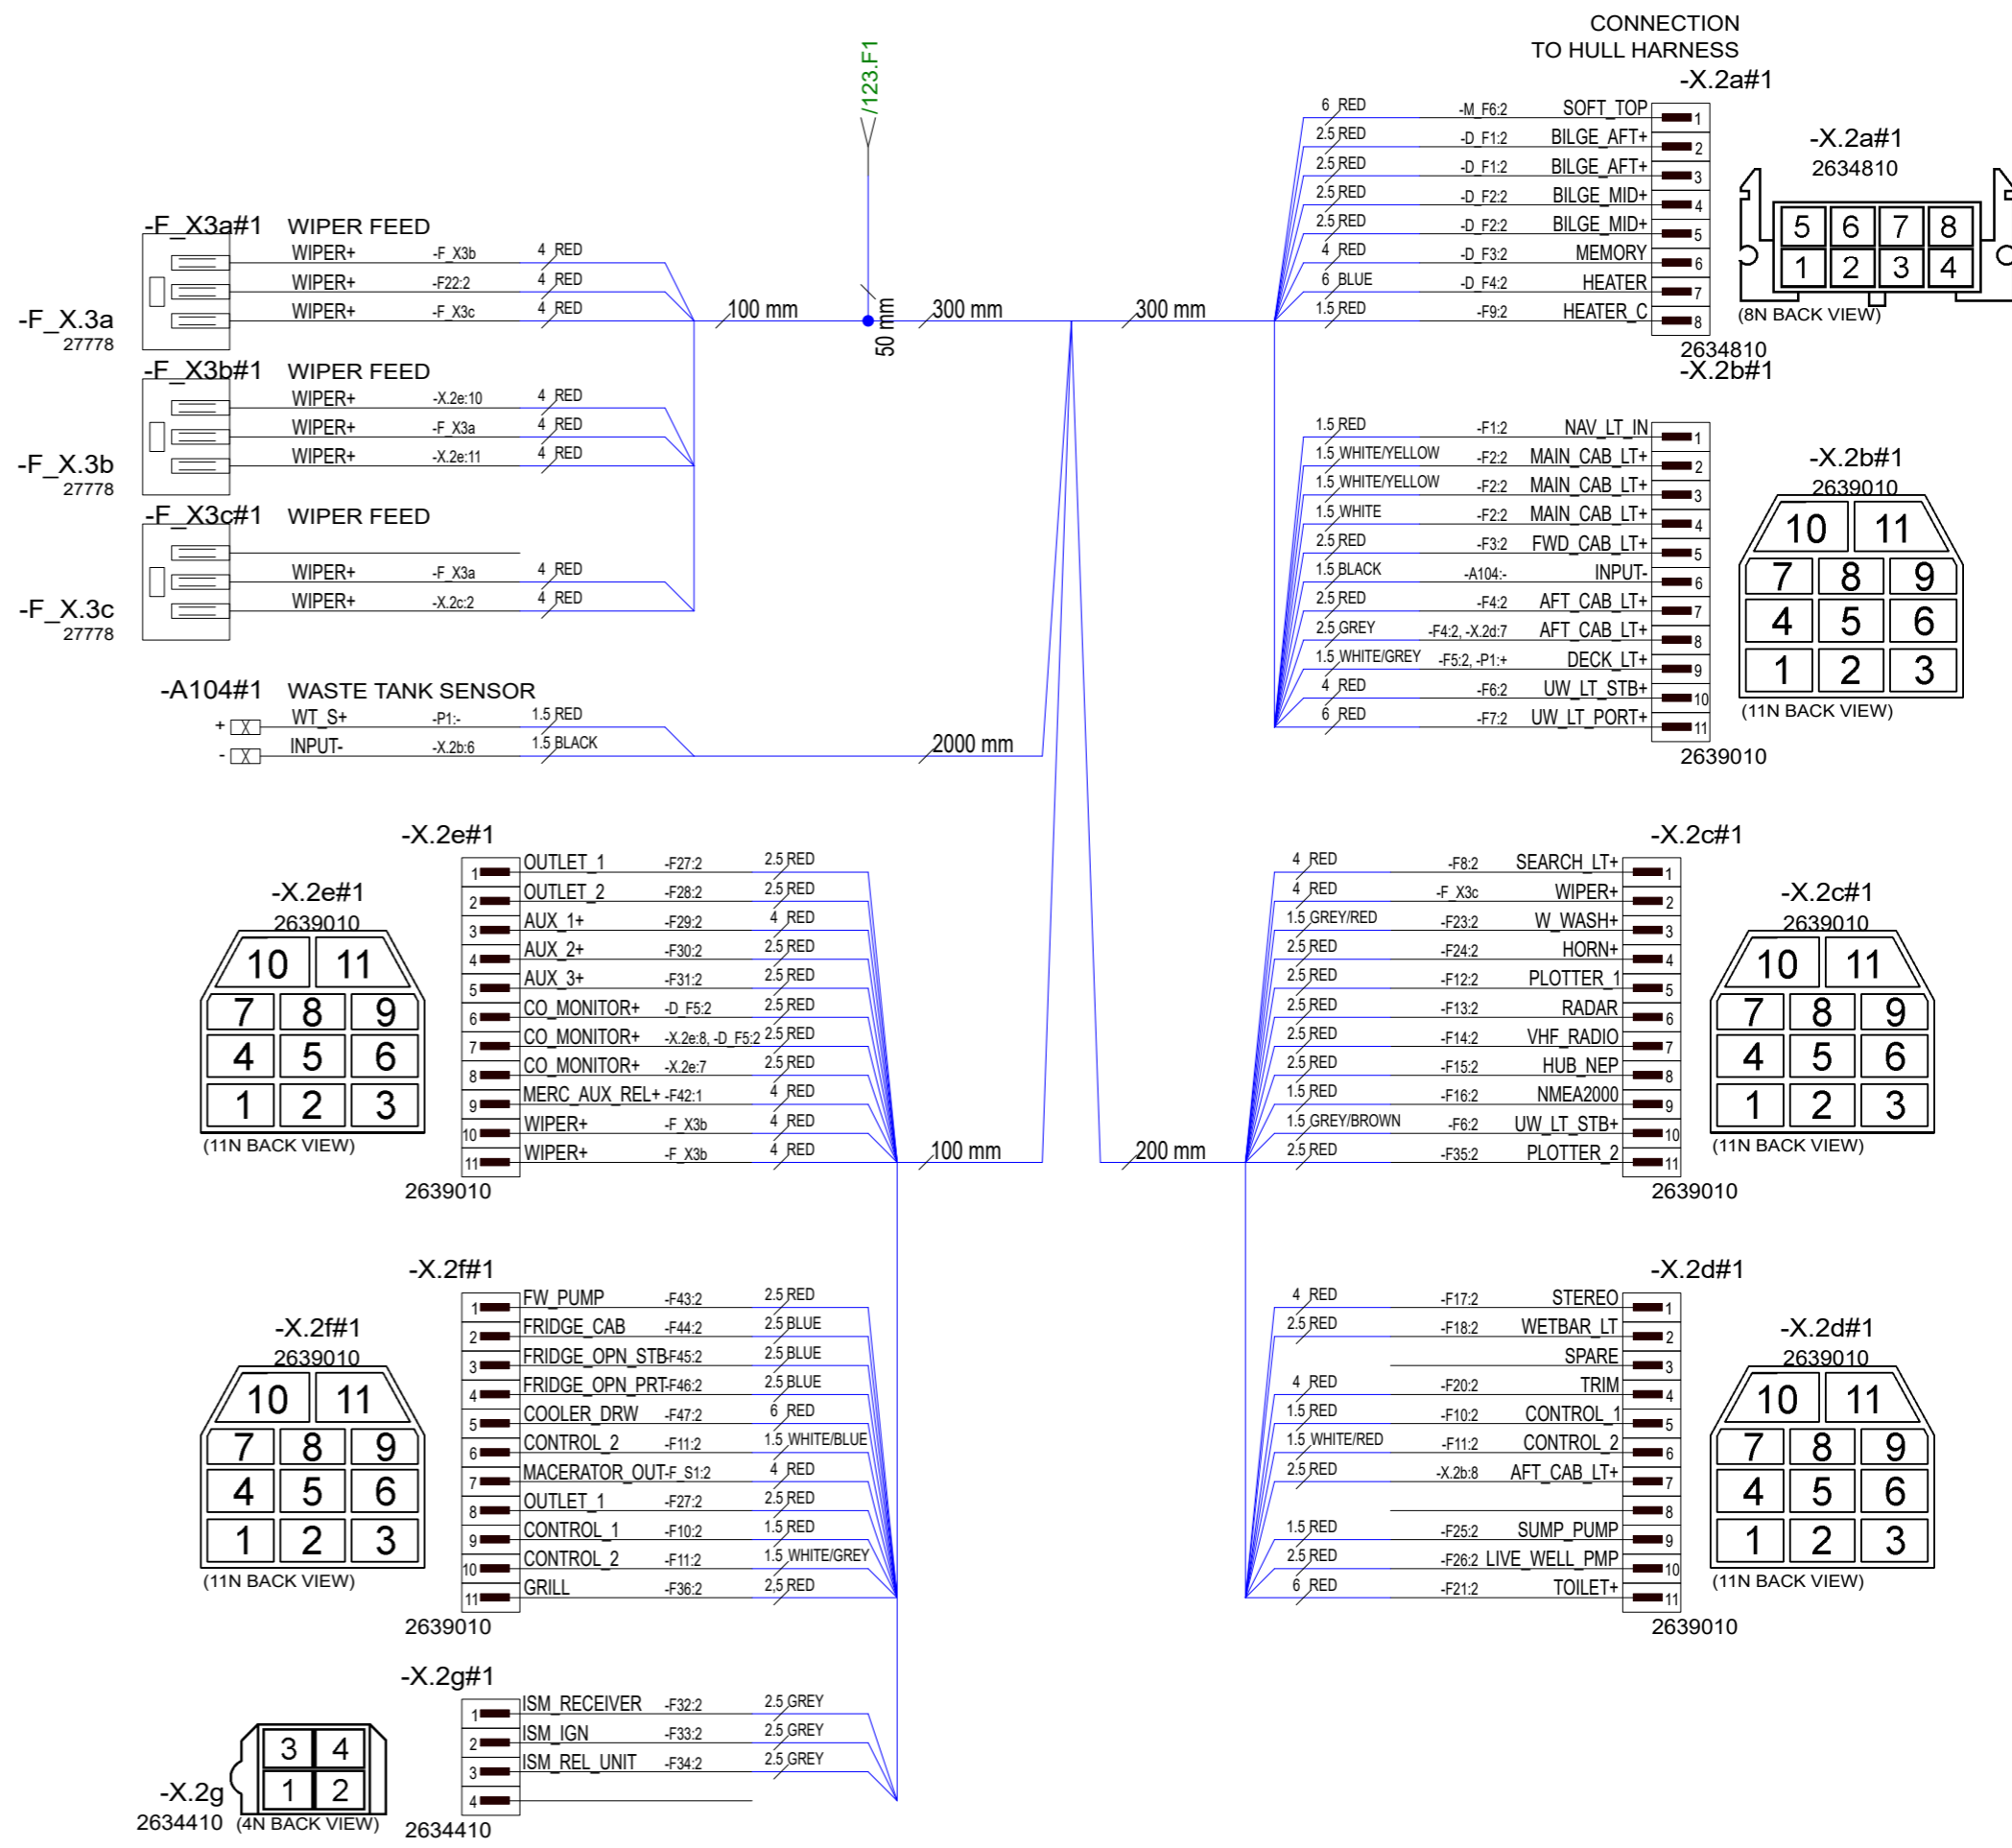 CONNECTION
TO HULL HARNESS
/123.F1
50 mm
100 mm
300 mm
300 mm
-F_X3a#1 WIPER FEED
WIPER+ -F_X3b 4 RED
WIPER+ -F22:2 4 RED
WIPER+ -F_X3c 4 RED
-F_X.3a
27778
-F_X3b#1 WIPER FEED
WIPER+ -X.2e:10 4 RED
WIPER+ -F_X3a 4 RED
WIPER+ -X.2e:11 4 RED
-F_X.3b
27778
-F_X3c#1 WIPER FEED
WIPER+ -F_X3a 4 RED
WIPER+ -X.2c:2 4 RED
-F_X.3c
27778
-A104#1 WASTE TANK SENSOR
+ X WT_S+ -P1:- 1.5 RED
- X INPUT- -X.2b:6 1.5 BLACK
2000 mm
-X.2a#1
6 RED -M_F6:2 SOFT_TOP 1
2.5 RED -D_F1:2 BILGE_AFT+ 2
2.5 RED -D_F1:2 BILGE_AFT+ 3
2.5 RED -D_F2:2 BILGE_MID+ 4
2.5 RED -D_F2:2 BILGE_MID+ 5
4 RED -D_F3:2 MEMORY 6
6 BLUE -D_F4:2 HEATER 7
1.5 RED -F9:2 HEATER_C 8
2634810
-X.2a#1
2634810
5 6 7 8
1 2 3 4
(8N BACK VIEW)
-X.2b#1
1.5 RED -F1:2 NAV_LT_IN 1
1.5 WHITE/YELLOW -F2:2 MAIN_CAB_LT+ 2
1.5 WHITE/YELLOW -F2:2 MAIN_CAB_LT+ 3
1.5 WHITE -F2:2 MAIN_CAB_LT+ 4
2.5 RED -F3:2 FWD_CAB_LT+ 5
1.5 BLACK -A104:- INPUT- 6
2.5 RED -F4:2 AFT_CAB_LT+ 7
2.5 GREY -F4:2, -X.2d:7 AFT_CAB_LT+ 8
1.5 WHITE/GREY -F5:2, -P1:+ DECK_LT+ 9
4 RED -F6:2 UW_LT_STB+ 10
6 RED -F7:2 UW_LT_PORT+ 11
2639010
-X.2b#1
2639010
10 11
7 8 9
4 5 6
1 2 3
(11N BACK VIEW)
-X.2e#1
1 OUTLET_1 -F27:2 2.5 RED
2 OUTLET_2 -F28:2 2.5 RED
3 AUX_1+ -F29:2 4 RED
4 AUX_2+ -F30:2 2.5 RED
5 AUX_3+ -F31:2 2.5 RED
6 CO_MONITOR+ -D_F5:2 2.5 RED
7 CO_MONITOR+ -X.2e:8, -D_F5:2 2.5 RED
8 CO_MONITOR+ -X.2e:7 2.5 RED
9 MERC_AUX_REL+ -F42:1 4 RED
10 WIPER+ -F_X3b 4 RED
11 WIPER+ -F_X3b 4 RED
2639010
-X.2e#1
2639010
10 11
7 8 9
4 5 6
1 2 3
(11N BACK VIEW)
100 mm
200 mm
-X.2c#1
4 RED -F8:2 SEARCH_LT+ 1
4 RED -F_X3c WIPER+ 2
1.5 GREY/RED -F23:2 W_WASH+ 3
2.5 RED -F24:2 HORN+ 4
2.5 RED -F12:2 PLOTTER_1 5
2.5 RED -F13:2 RADAR 6
2.5 RED -F14:2 VHF_RADIO 7
2.5 RED -F15:2 HUB_NEP 8
1.5 RED -F16:2 NMEA2000 9
1.5 GREY/BROWN -F6:2 UW_LT_STB+ 10
2.5 RED -F35:2 PLOTTER_2 11
2639010
-X.2c#1
2639010
10 11
7 8 9
4 5 6
1 2 3
(11N BACK VIEW)
-X.2f#1
1 FW_PUMP -F43:2 2.5 RED
2 FRIDGE_CAB -F44:2 2.5 BLUE
3 FRIDGE_OPN_STB -F45:2 2.5 BLUE
4 FRIDGE_OPN_PRT -F46:2 2.5 BLUE
5 COOLER_DRW -F47:2 6 RED
6 CONTROL_2 -F11:2 1.5 WHITE/BLUE
7 MACERATOR_OUT -F_S1:2 4 RED
8 OUTLET_1 -F27:2 2.5 RED
9 CONTROL_1 -F10:2 1.5 RED
10 CONTROL_2 -F11:2 1.5 WHITE/GREY
11 GRILL -F36:2 2,5 RED
2639010
-X.2f#1
2639010
10 11
7 8 9
4 5 6
1 2 3
(11N BACK VIEW)
-X.2d#1
4 RED -F17:2 STEREO 1
2.5 RED -F18:2 WETBAR_LT 2
SPARE 3
4 RED -F20:2 TRIM 4
1.5 RED -F10:2 CONTROL_1 5
1.5 WHITE/RED -F11:2 CONTROL_2 6
2.5 RED -X.2b:8 AFT_CAB_LT+ 7
8
1.5 RED -F25:2 SUMP_PUMP 9
2.5 RED -F26:2 LIVE_WELL_PMP 10
6 RED -F21:2 TOILET+ 11
2639010
-X.2d#1
2639010
10 11
7 8 9
4 5 6
1 2 3
(11N BACK VIEW)
-X.2g#1
1 ISM_RECEIVER -F32:2 2.5 GREY
2 ISM_IGN -F33:2 2.5 GREY
3 ISM_REL_UNIT -F34:2 2.5 GREY
4
2634410
3 4
1 2
-X.2g
2634410 (4N BACK VIEW)